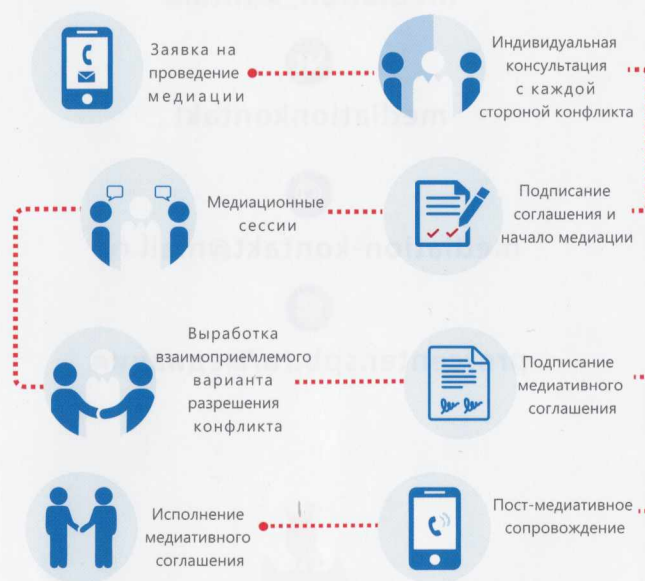 Заявка на
проведение
медиации
Индивидуальная
консультация
с каждой
стороной конфликта
Подписание
соглашения и
начало медиации
Медиационные
сессии
Выработка
взаимоприемлемого
варианта
разрешения
конфликта
Подписание
медиативного
соглашения
Пост-медиативное
сопровождение
Исполнение
медиативного
соглашения